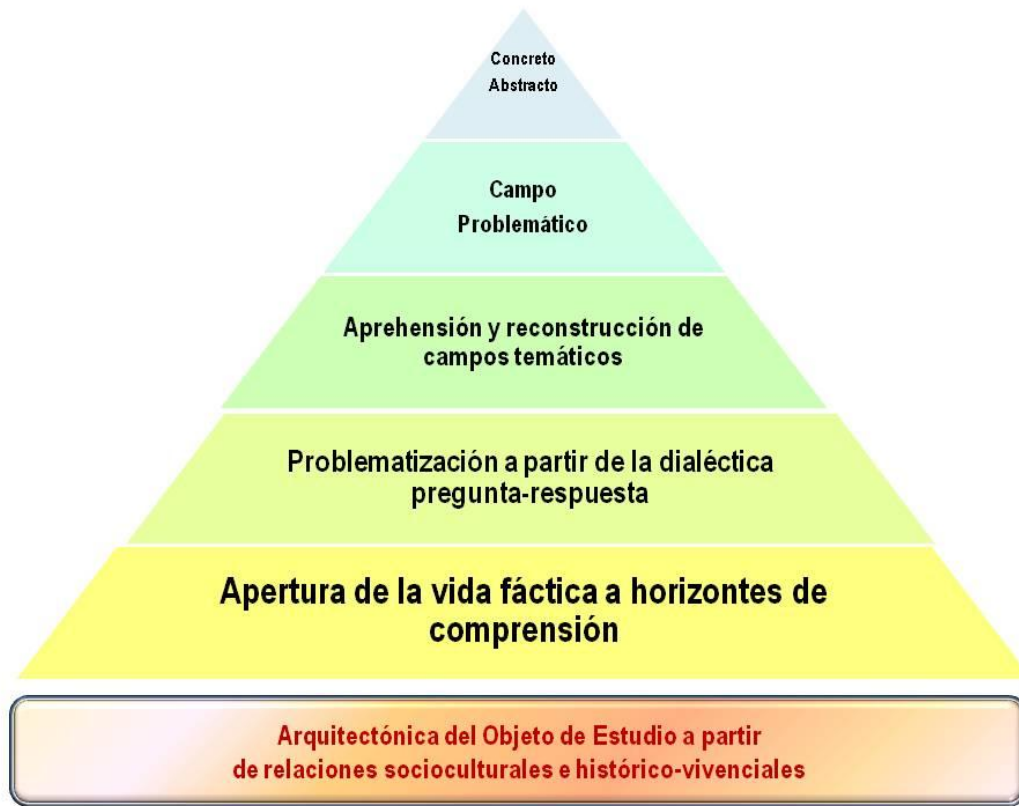 Concreto
Abstracto
Campo
Problemático
Aprehensión y reconstrucción de
campos temáticos
Problematización a partir de la dialéctica
pregunta-respuesta
Apertura de la vida fáctica a horizontes de
comprensión
Arquitectónica del Objeto de Estudio a partir
de relaciones socioculturales e histórico-vivenciales